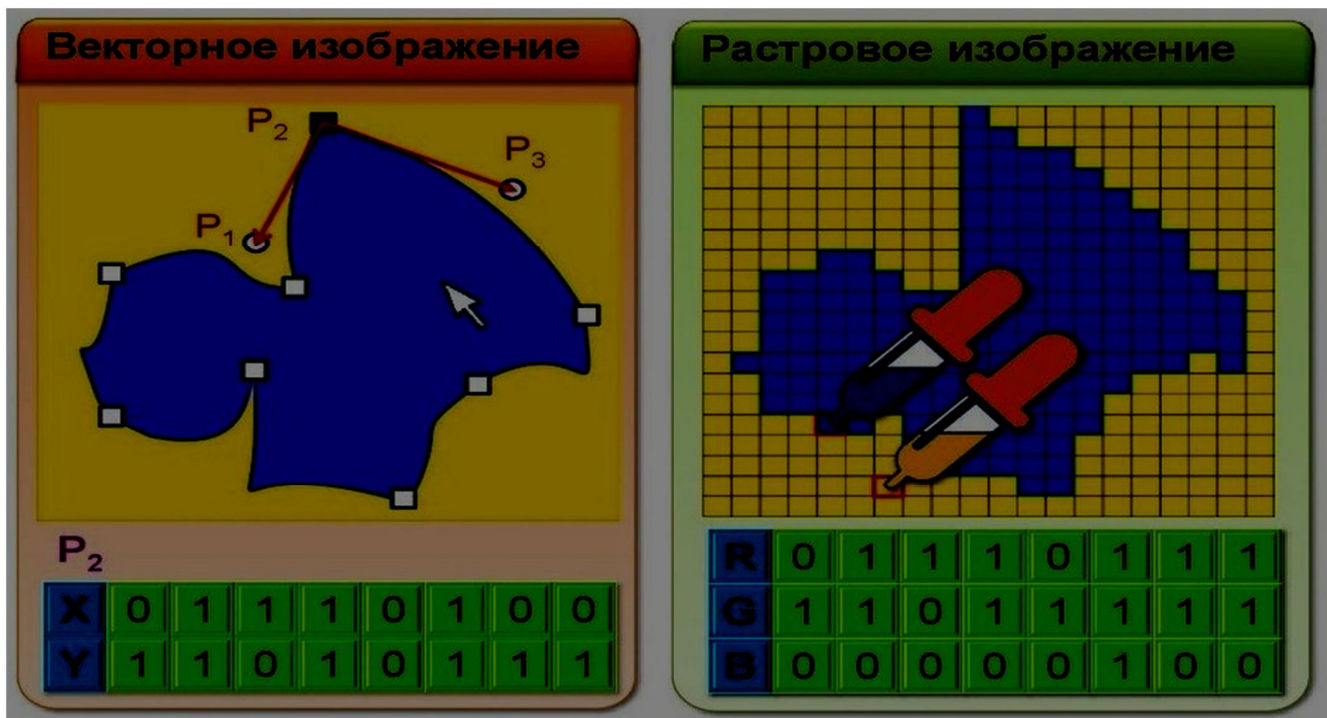 Векторное изображение
P2
P3
P1
P2
X 0 1 1 1 0 1 0 0
Y 1 1 0 1 0 1 1 1
Растровое изображение
R 0 1 1 1 0 1 1 1
G 1 1 0 1 1 1 1 1
B 0 0 0 0 0 1 0 0